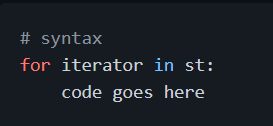 # syntax
for iterator in st:
    code goes here